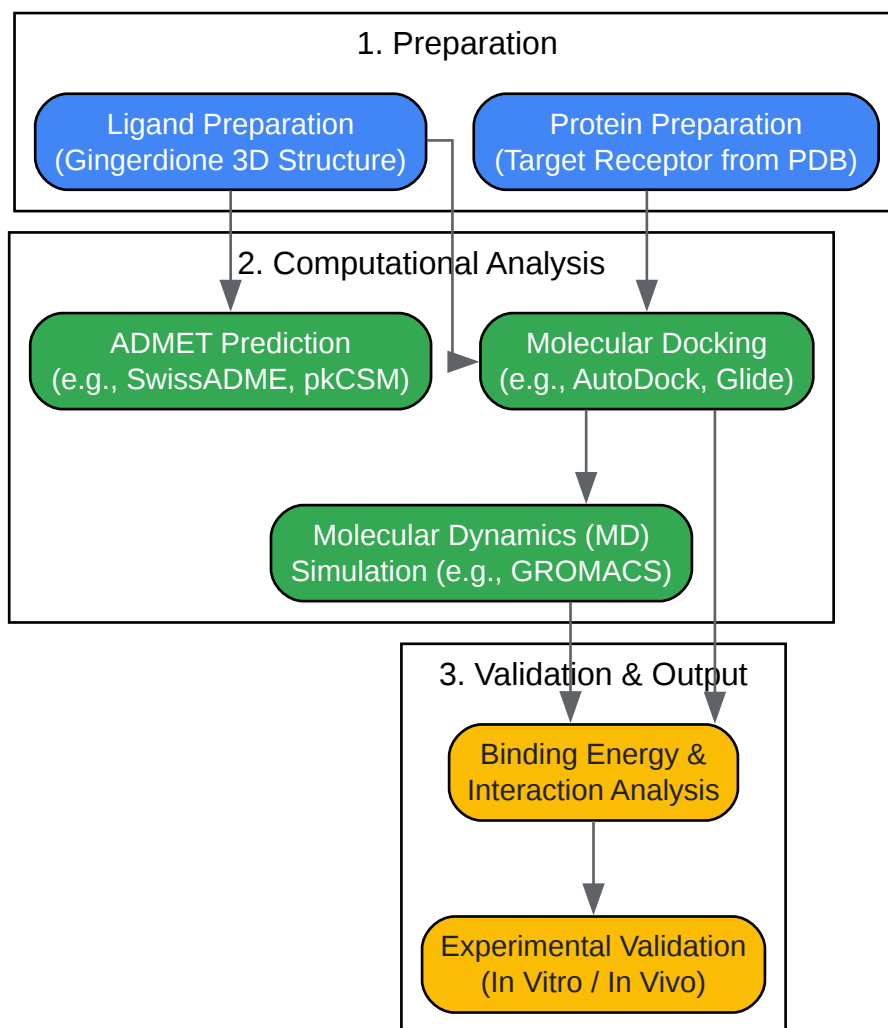 1. Preparation
Ligand Preparation
(Gingerdione 3D Structure)
Protein Preparation
(Target Receptor from PDB)
2. Computational Analysis
ADMET Prediction
(e.g., SwissADME, pkCSM)
Molecular Docking
(e.g., AutoDock, Glide)
Molecular Dynamics (MD)
Simulation (e.g., GROMACS)
3. Validation & Output
Binding Energy &
Interaction Analysis
Experimental Validation
(In Vitro / In Vivo)